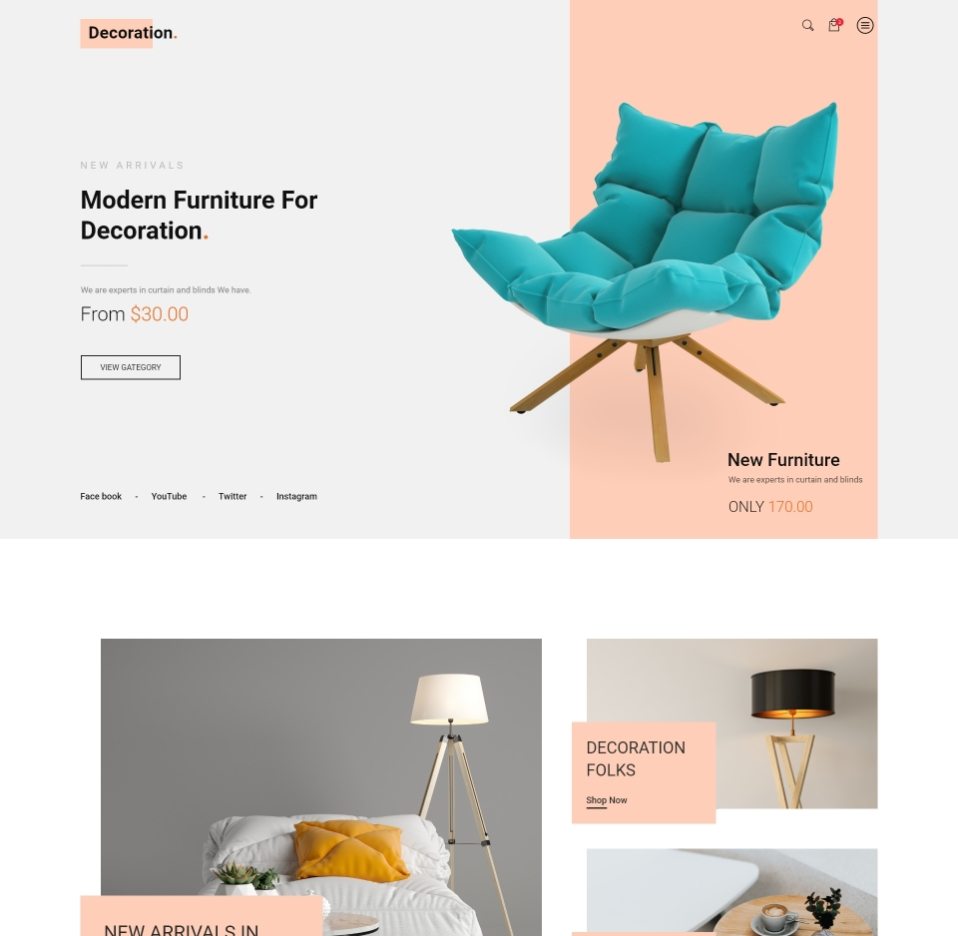 Decoration.
NEW ARRIVALS
Modern Furniture For
Decoration.
We are experts in curtain and blinds We have.
From $30.00
VIEW GATEGORY
Face book - YouTube - Twitter - Instagram
New Furniture
We are experts in curtain and blinds
ONLY 170.00
DECORATION
FOLKS
Shop Now
NEW ARRIVALS IN